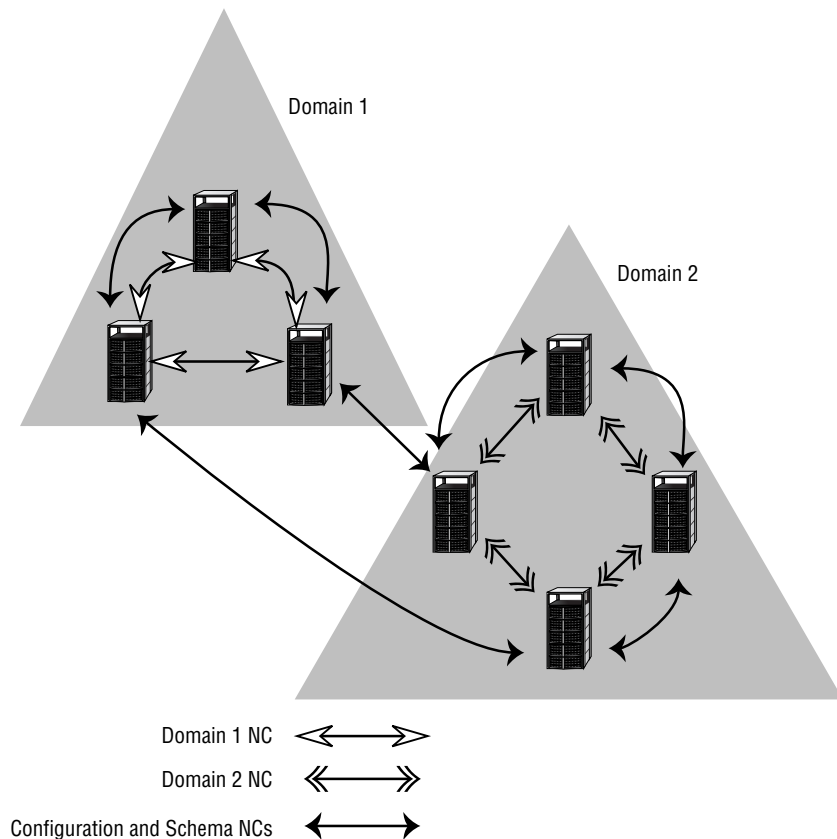 Domain 1
Domain 2
Domain 1 NC
Domain 2 NC
Configuration and Schema NCs